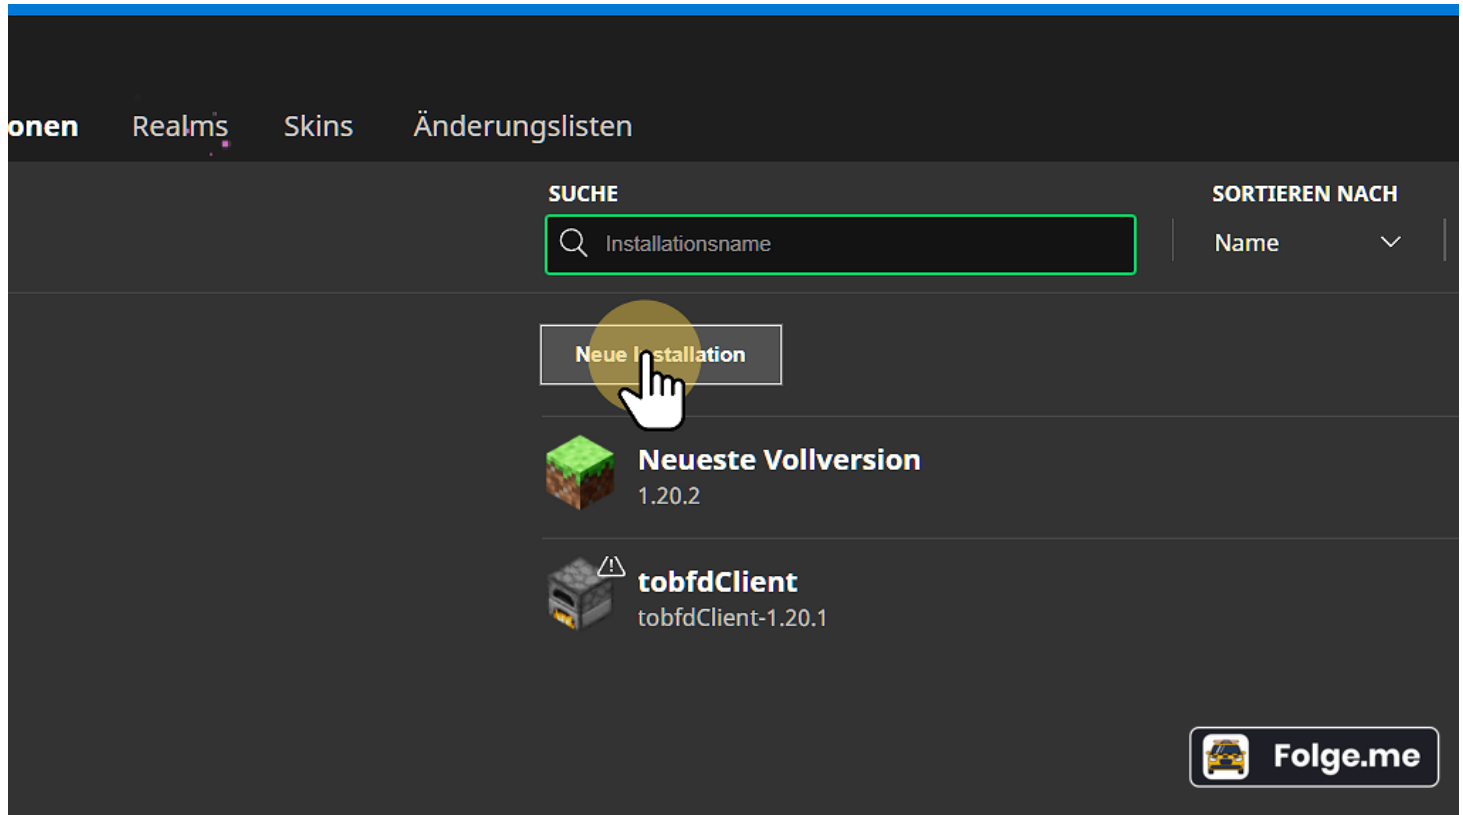 onen Realms Skins Änderungslisten
SUCHE
SORTIEREN NACH
Installationsname
Name
Neue Installation
Neueste Vollversion
1.20.2
tobfdClient
tobfdClient-1.20.1
Folge.me